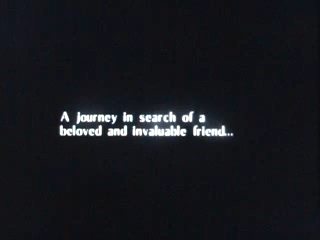 A journey in search of a
beloved and invaluable friend...